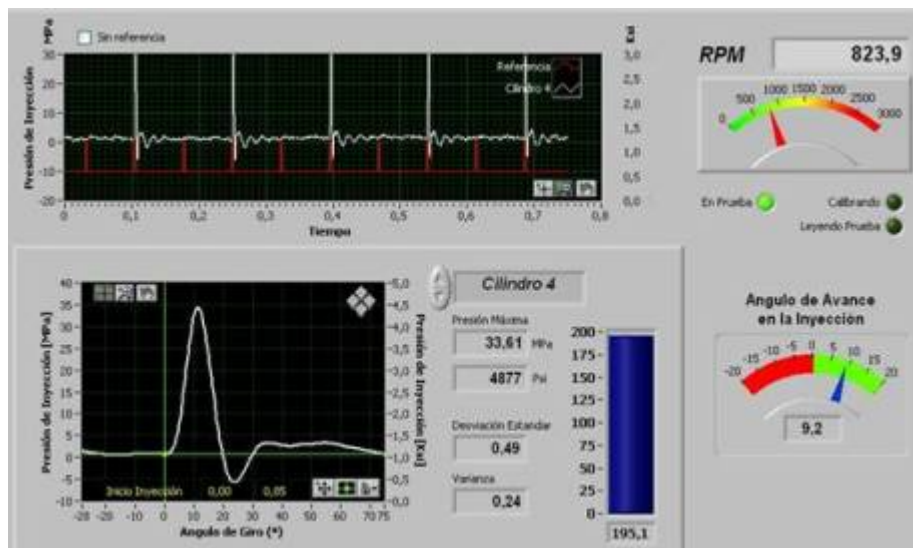 Sin referencia
MPa
Ksi
Presión de Inyección
30
20
10
0
-10
-20
3,0
2,5
2,0
1,5
1,0
0,5
0,0
Referencia
Cilindro 4
0 0,1 0,2 0,3 0,4 0,5 0,6 0,7 0,8
Tiempo
RPM 823,9
0 500 1000 1500 2000 2500 3000
En Prueba
Calibrando
Leyendo Prueba
Presión de Inyección [MPa]
40
35
30
25
20
15
10
5
0
-5
-10
5,0
4,5
4,0
3,5
3,0
2,5
2,0
1,5
1,0
0,5
0,0
Presión de Inyección [Ksi]
Inicio Inyección 0,00 0,85
-28 -20 -10 0 10 20 30 40 50 60 70 75
Angulo de Giro (°)
Cilindro 4
Presión Máxima
33,61 MPa
4877 Psi
Desviación Estandar
0,49
Varianza
0,24
200
175
150
125
100
75
50
25
0
195,1
Angulo de Avance
en la Inyeccion
-20 -15 -10 -5 0 5 10 15 20
9,2